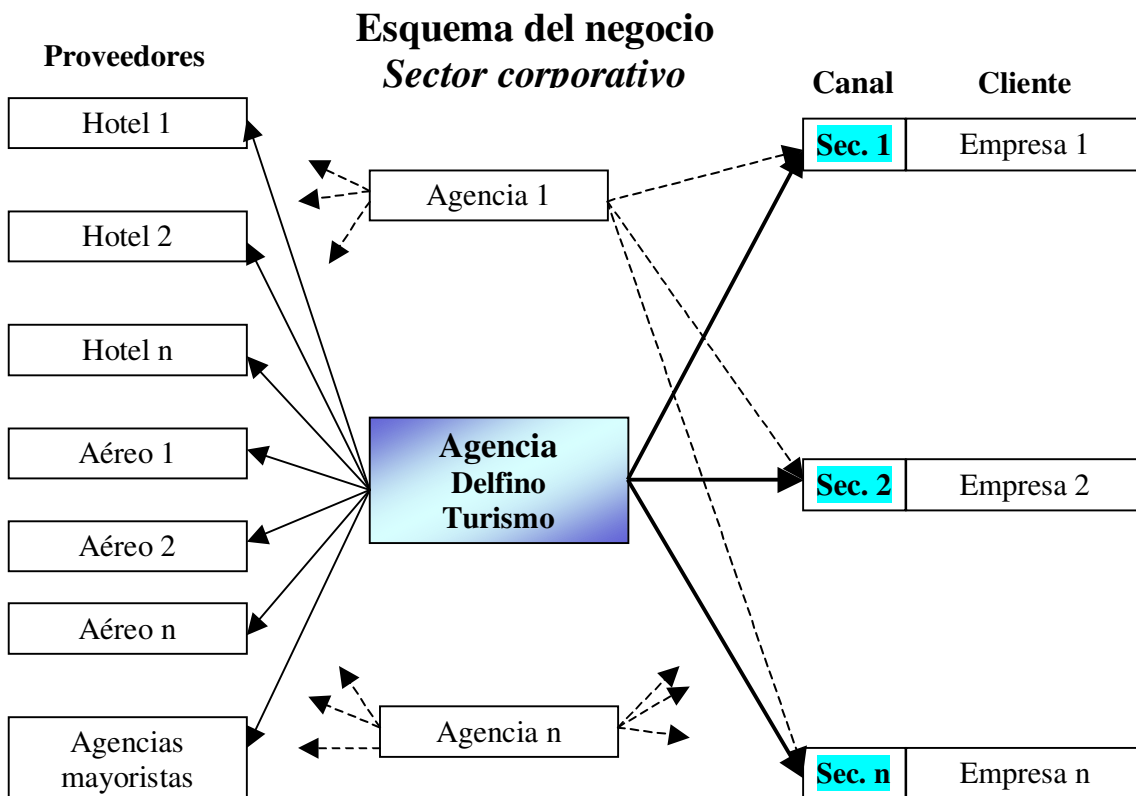 Esquema del negocio
Sector corporativo
Proveedores
Canal
Cliente
Hotel 1
Hotel 2
Hotel n
Aéreo 1
Aéreo 2
Aéreo n
Agencias
mayoristas
Agencia 1
Agencia
Delfino
Turismo
Agencia n
Sec. 1
Empresa 1
Sec. 2
Empresa 2
Sec. n
Empresa n